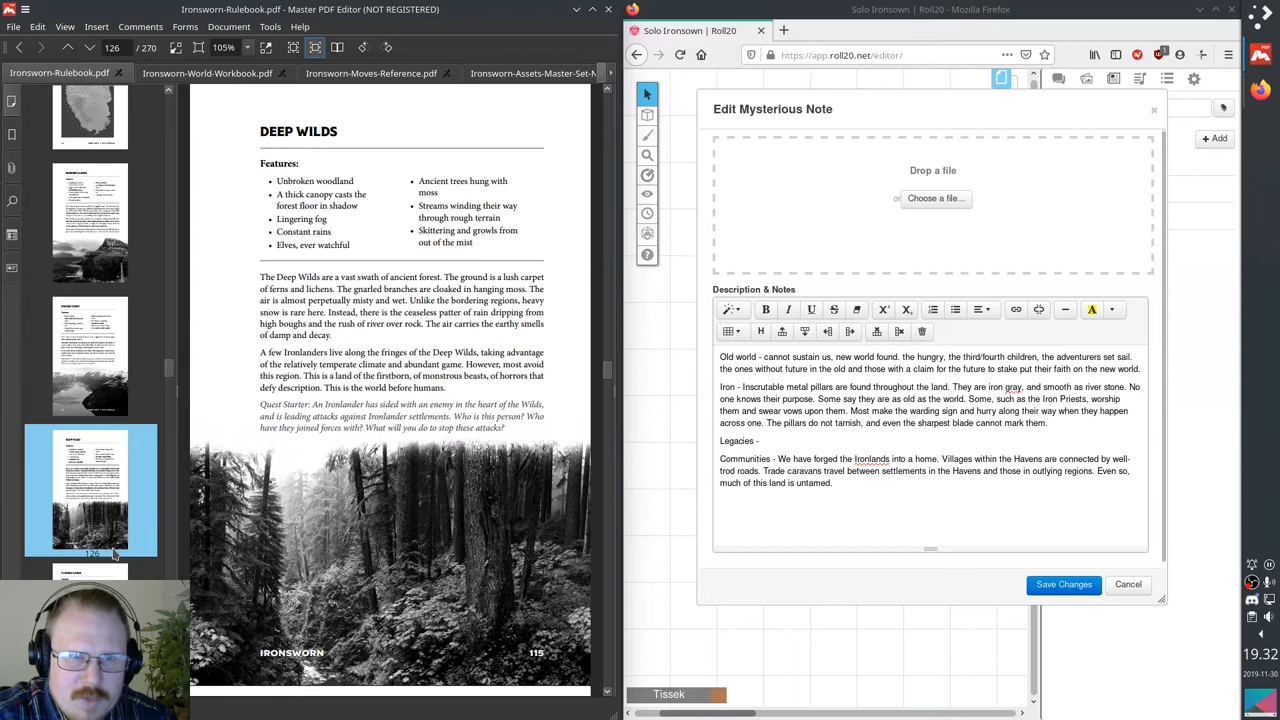 Ironsworn-Rulebook.pdf - Master PDF Editor (NOT REGISTERED)
File Edit View Insert Comments Forms Document Tools Help
126 / 270
105%
Ironsworn-Rulebook.pdf
Ironsworn-World-Workbook.pdf
Ironsworn-Moves-Reference.pdf
Ironsworn-Assets-Master-Set-N
126
DEEP WILDS
Features:
• Unbroken woodland
• A thick canopy casts the
forest floor in shadow
• Lingering fog
• Constant rains
• Elves, ever watchful
• Ancient trees hung with
moss
• Streams winding their way
through rough terrain
• Skittering and growls from
out of the mist
The Deep Wilds are a vast swath of ancient forest. The ground is a lush carpet
of ferns and lichens. The gnarled branches are cloaked in hanging moss. The
air is almost perpetually misty and wet. Unlike the bordering regions, heavy
snow is rare here. Instead, there is the ceaseless patter of rain dripping from
high boughs and the rush of river over rock. The air carries the earthy smells
of damp and decay.
A few Ironlanders live along the fringes of the Deep Wilds, taking advantage
of the relatively temperate climate and abundant game. However, most avoid
this region. This is a land of the firstborn, of monstrous beasts, of horrors that
defy description. This is the world before humans.
Quest Starter: An Ironlander has sided with an enemy in the heart of the Wilds,
and is leading attacks against Ironlander settlements. Who is this person? Who
have they joined forces with? What will you do to stop these attacks?
IRONSWORN
115
Solo Ironsown | Roll20 - Mozilla Firefox
Solo Ironsown | Roll20
https://app.roll20.net/editor/
1
Edit Mysterious Note
Drop a file
or Choose a file...
Description & Notes
Old world - cannot sustain us, new world found. the hungry, the third/fourth children, the adventurers set sail.
the ones without future in the old and those with a claim for the future to stake put their faith on the new world.
Iron - Inscrutable metal pillars are found throughout the land. They are iron gray, and smooth as river stone. No
one knows their purpose. Some say they are as old as the world. Some, such as the Iron Priests, worship
them and swear vows upon them. Most make the warding sign and hurry along their way when they happen
across one. The pillars do not tarnish, and even the sharpest blade cannot mark them.
Legacies -
Communities - We have forged the Ironlands into a home. Villages within the Havens are connected by well-
trod roads. Trade caravans travel between settlements in the Havens and those in outlying regions. Even so,
much of this land is untamed.
Save Changes
Cancel
+ Add
Tissek
19.32
2019-11-30